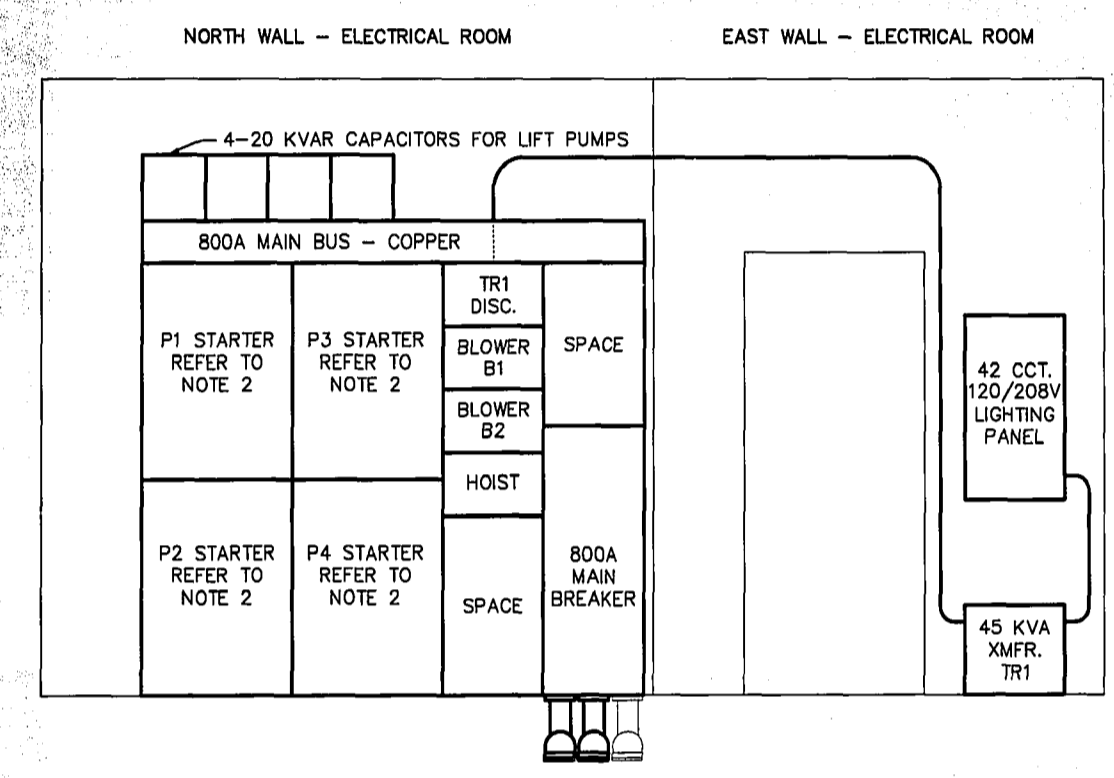 NORTH WALL – ELECTRICAL ROOM
EAST WALL – ELECTRICAL ROOM
4–20 KVAR CAPACITORS FOR LIFT PUMPS
800A MAIN BUS – COPPER
P1 STARTER
REFER TO
NOTE 2
P3 STARTER
REFER TO
NOTE 2
TR1
DISC.
BLOWER
B1
BLOWER
B2
HOIST
SPACE
SPACE
P2 STARTER
REFER TO
NOTE 2
P4 STARTER
REFER TO
NOTE 2
800A
MAIN
BREAKER
42 CCT.
120/208V
LIGHTING
PANEL
45 KVA
XMFR.
TR1